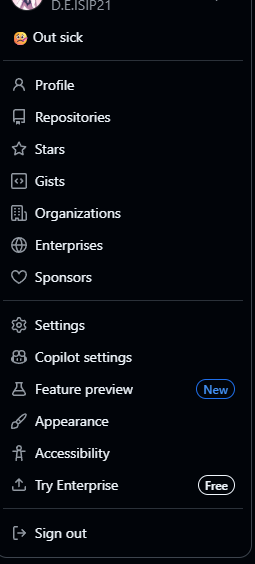 D.E.ISIP21
Out sick
Profile
Repositories
Stars
Gists
Organizations
Enterprises
Sponsors
Settings
Copilot settings
Feature preview New
Appearance
Accessibility
Try Enterprise Free
Sign out